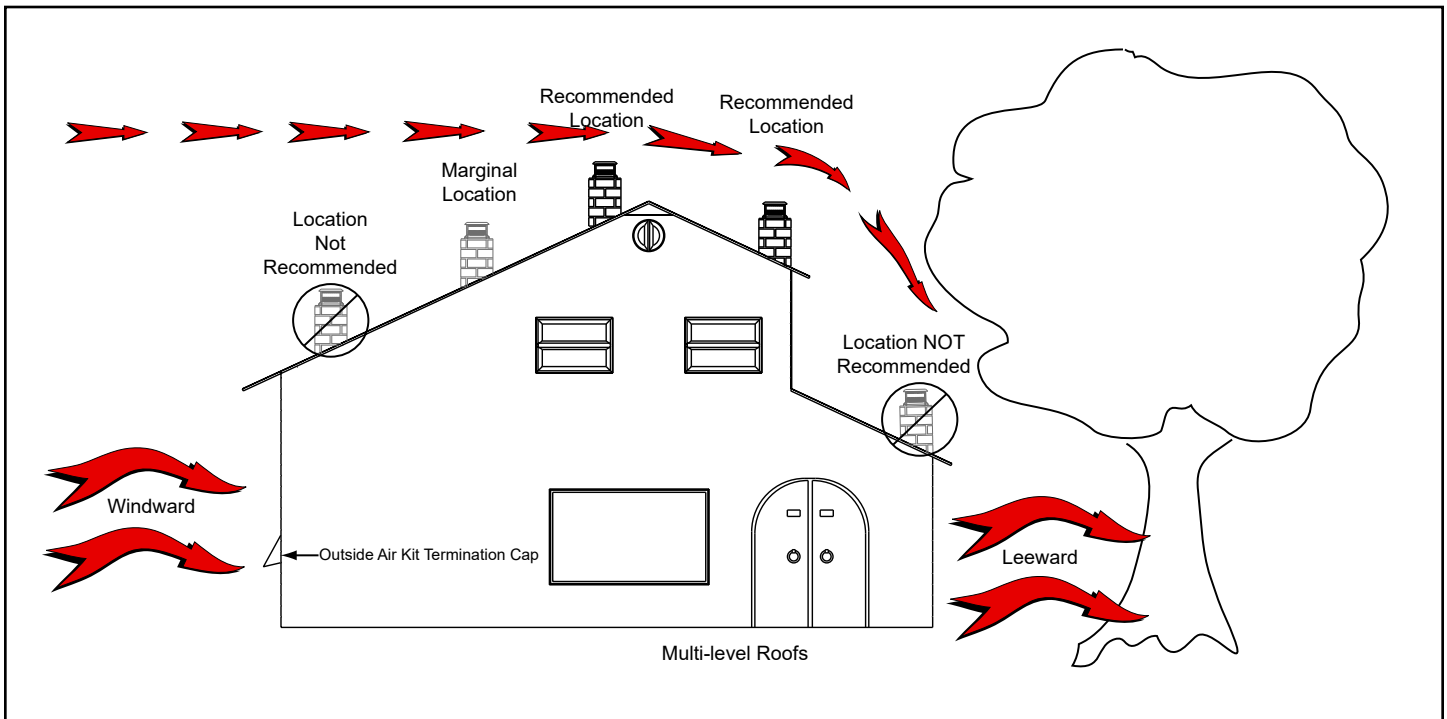 Recommended
Location
Recommended
Location
Marginal
Location
Location
Not
Recommended
Location NOT
Recommended
Windward
Outside Air Kit Termination Cap
Leeward
Multi-level Roofs